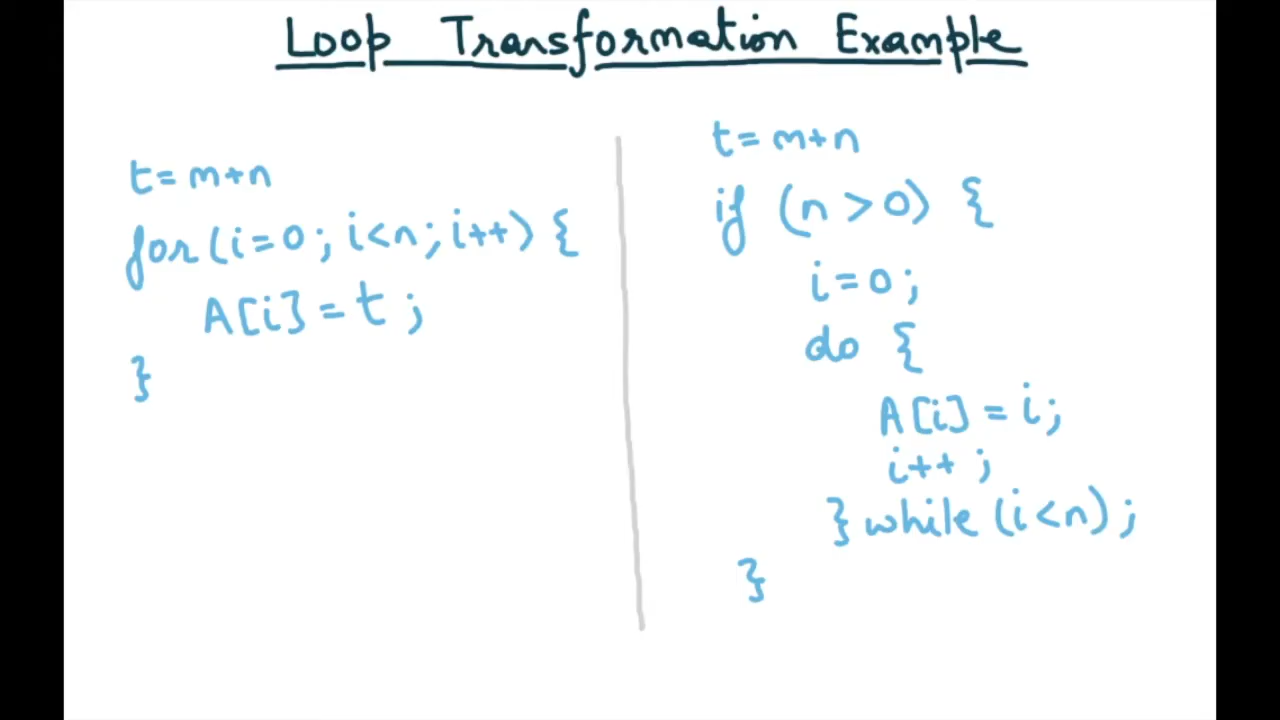 Loop Transformation Example
t = m+n
for (i=0; i<n; i++) {
A[i] = t;
}
t = m+n
if (n > 0) {
i=0;
do {
A[i] = i;
i++;
} while (i<n);
}